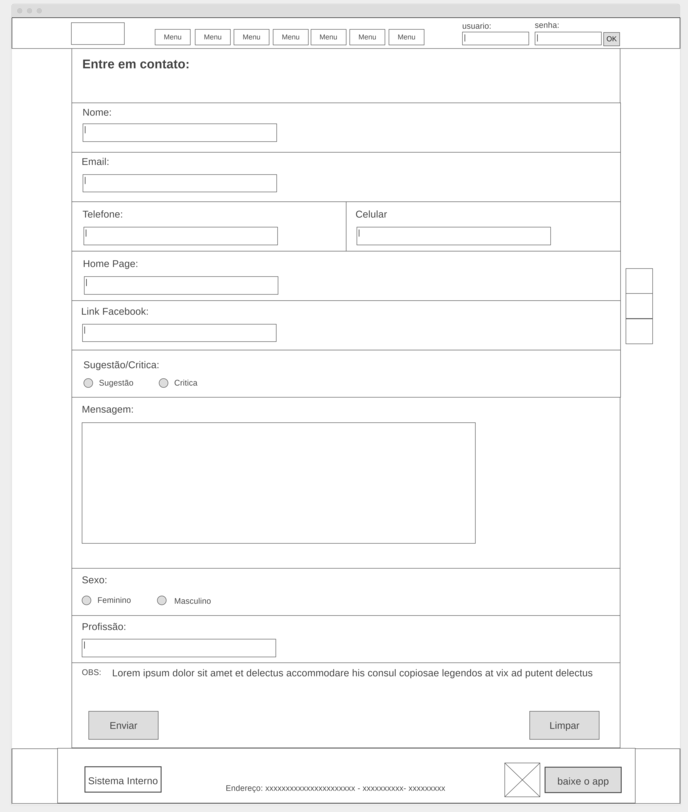 usuario: senha:
Menu Menu Menu Menu Menu Menu Menu OK
Entre em contato:
Nome:
Email:
Telefone: Celular
Home Page:
Link Facebook:
Sugestão/Critica:
Sugestão Critica
Mensagem:
Sexo:
Feminino Masculino
Profissão:
OBS: Lorem ipsum dolor sit amet et delectus accommodare his consul copiosae legendos at vix ad putent delectus
Enviar Limpar
Sistema Interno baixe o app
Endereço: xxxxxxxxxxxxxxxxxxxxxx - xxxxxxxxxx- xxxxxxxxx